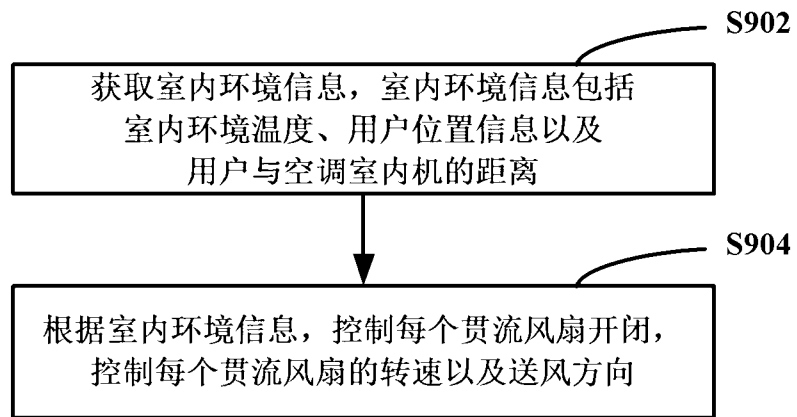 S902
获取室内环境信息，室内环境信息包括
室内环境温度、用户位置信息以及
用户与空调室内机的距离
S904
根据室内环境信息，控制每个贯流风扇开闭，
控制每个贯流风扇的转速以及送风方向